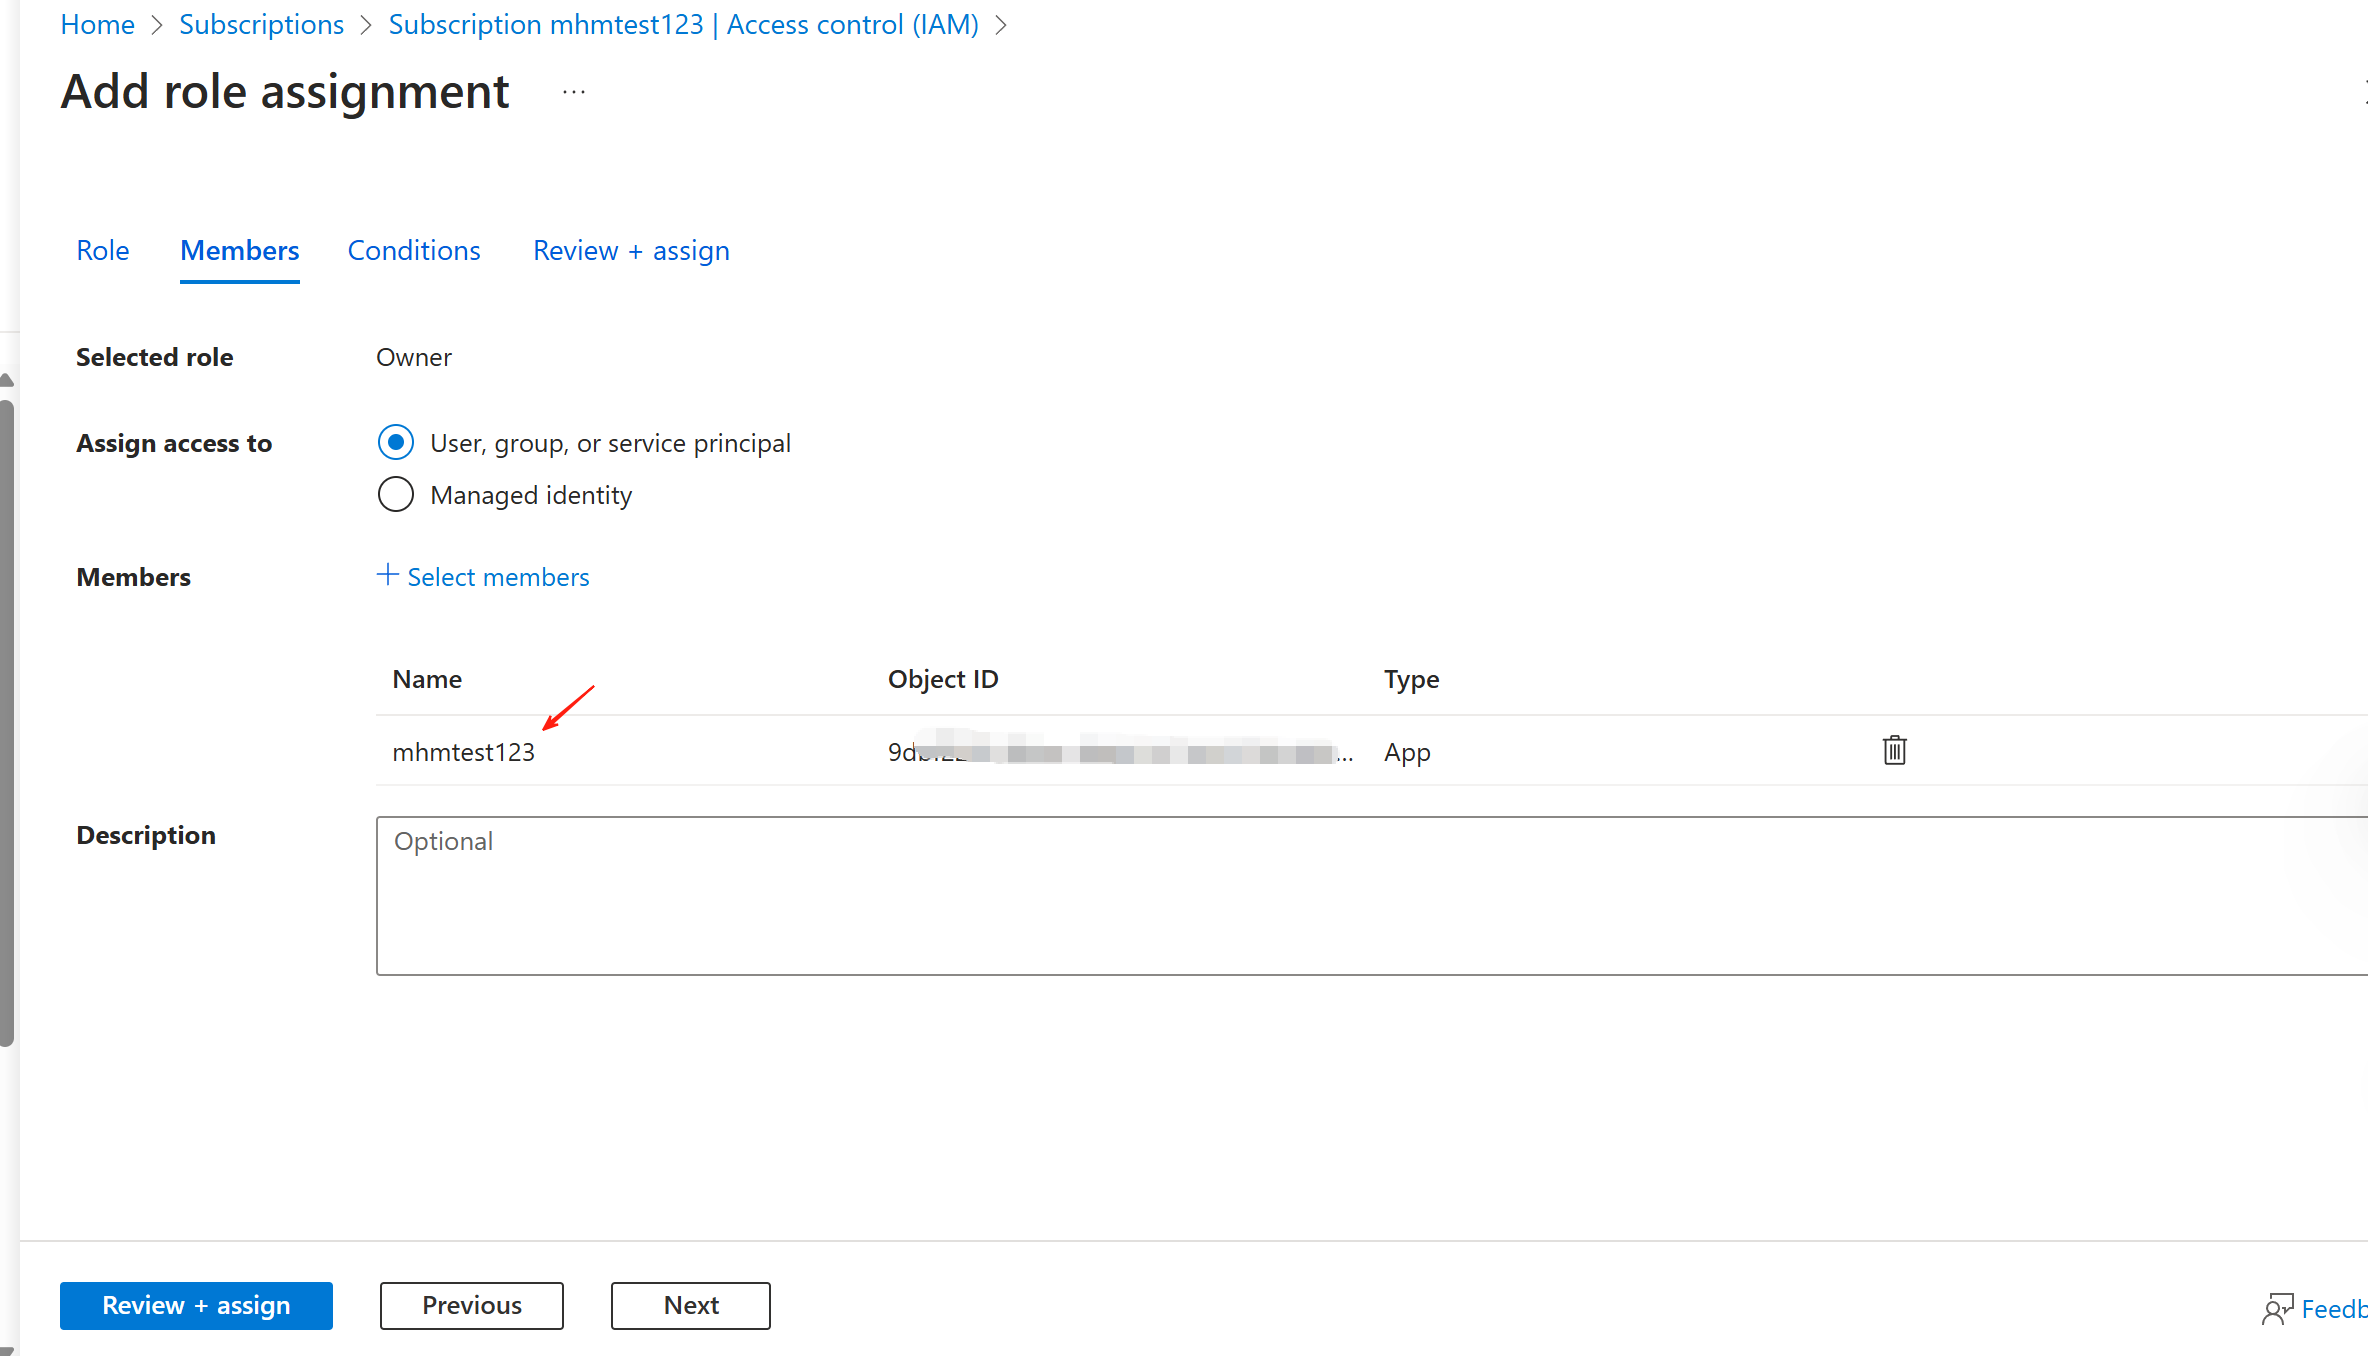 Home > Subscriptions > Subscription mhmtest123 | Access control (IAM) >
Add role assignment ...
Role Members Conditions Review + assign
Selected role Owner
Assign access to User, group, or service principal
Managed identity
Members + Select members
Name Object ID Type
mhmtest123 ... App
Description Optional
Review + assign Previous Next Feedb